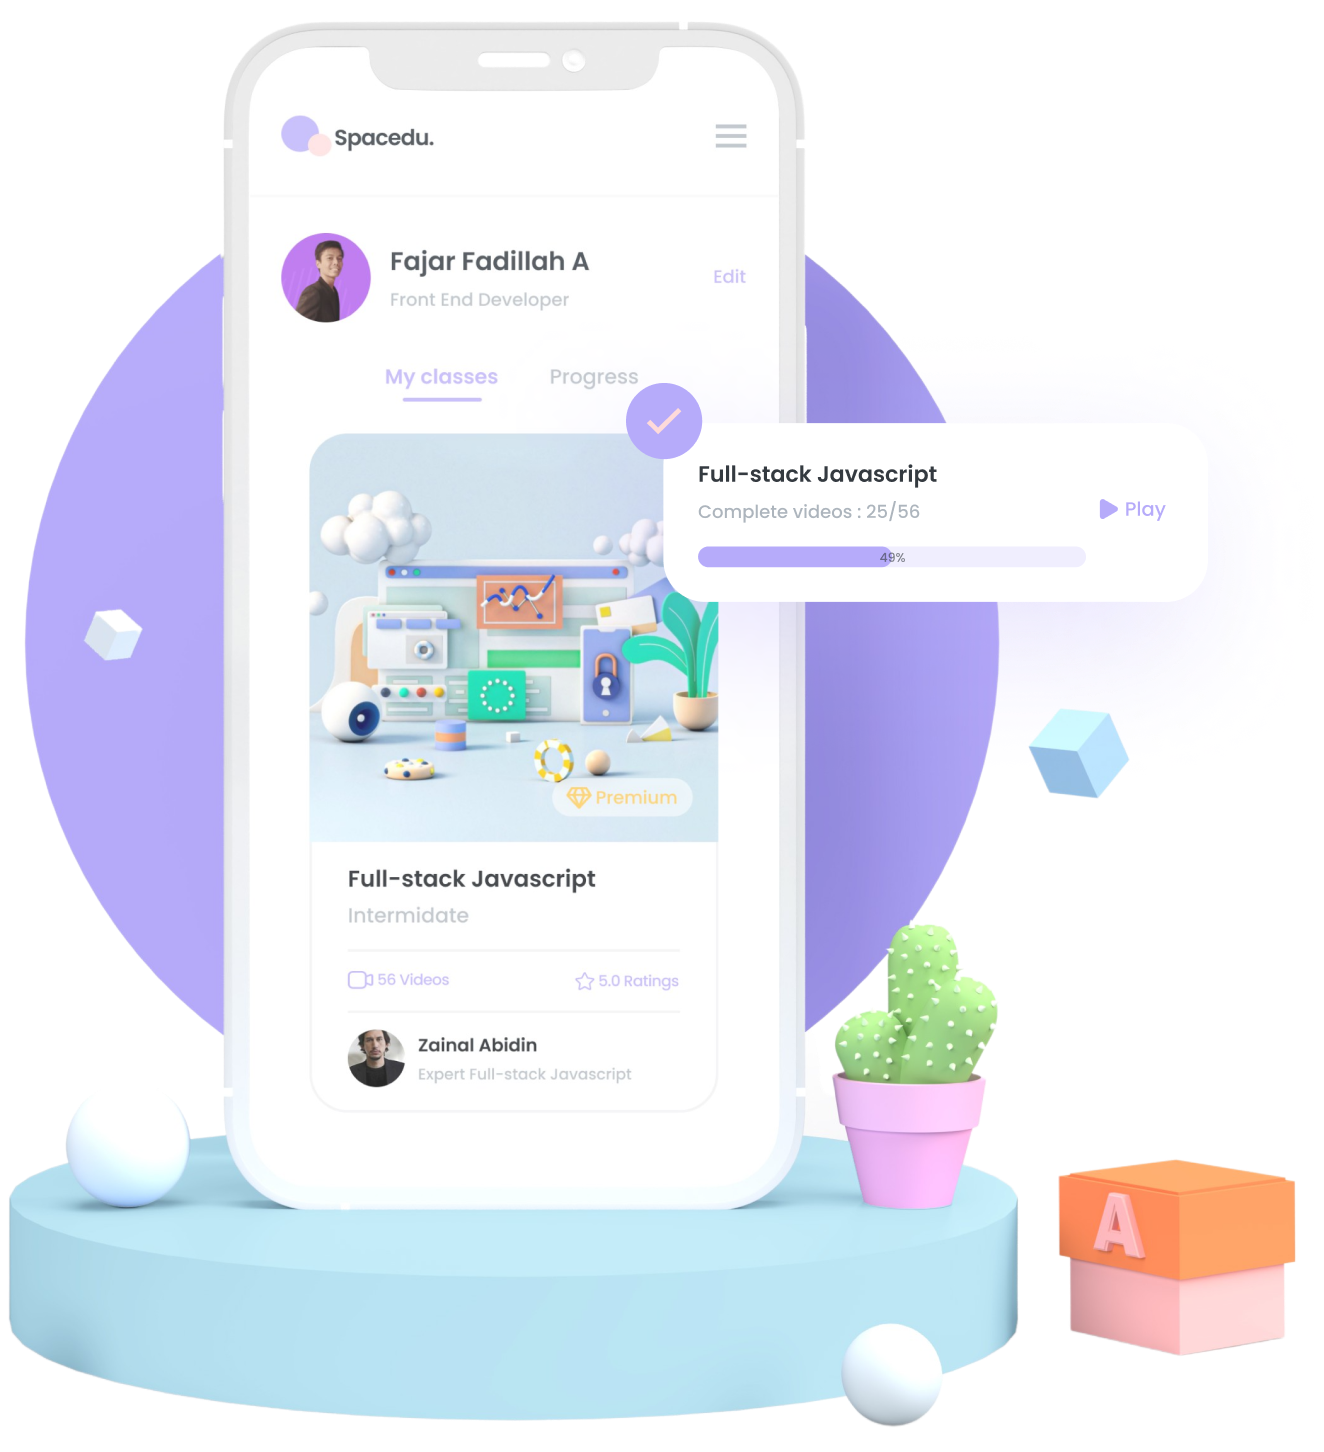 Spacedu.
Fajar Fadillah A
Edit
Front End Developer
My classes
Progress
Full-stack Javascript
Complete videos : 25/56
Play
49%
Premium
Full-stack Javascript
Intermidate
56 Videos
5.0 Ratings
Zainal Abidin
Expert Full-stack Javascript
A